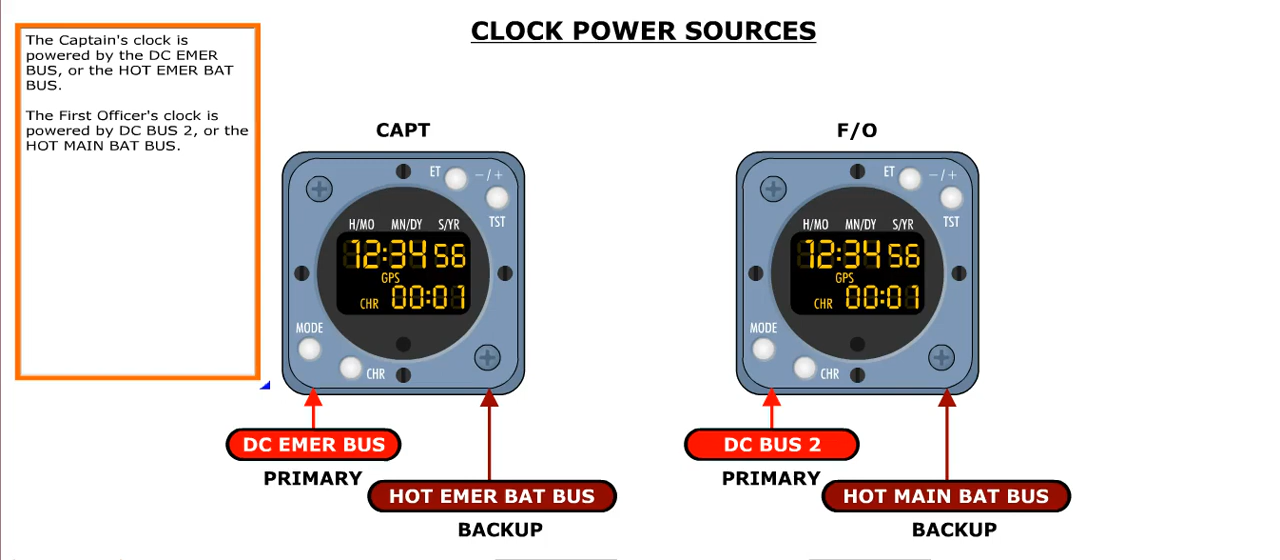 CLOCK POWER SOURCES
The Captain's clock is
powered by the DC EMER
BUS, or the HOT EMER BAT
BUS.
The First Officer's clock is
powered by DC BUS 2, or the
HOT MAIN BAT BUS.
CAPT
ET
− / +
TST
H/MO MN/DY S/YR
12:34 56
GPS
CHR 00:01
MODE
CHR
DC EMER BUS
PRIMARY
HOT EMER BAT BUS
BACKUP
F/O
ET
− / +
TST
H/MO MN/DY S/YR
12:34 56
GPS
CHR 00:01
MODE
CHR
DC BUS 2
PRIMARY
HOT MAIN BAT BUS
BACKUP